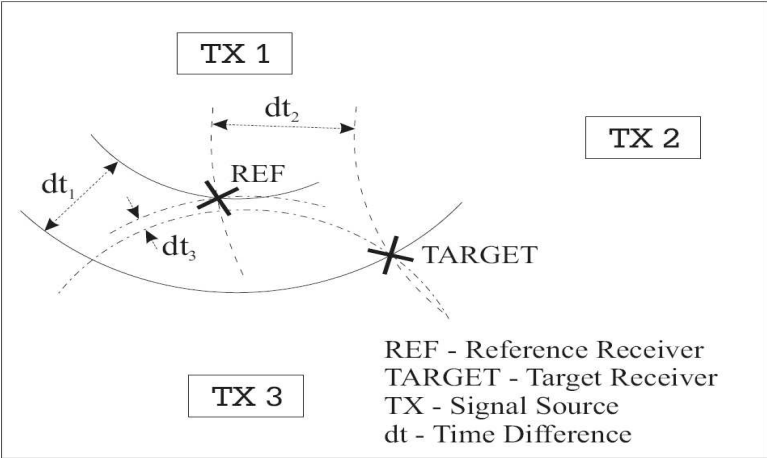 TX 1
dt₂
TX 2
REF
dt₁
dt₃
TARGET
REF - Reference Receiver
TARGET - Target Receiver
TX - Signal Source
TX 3
dt - Time Difference